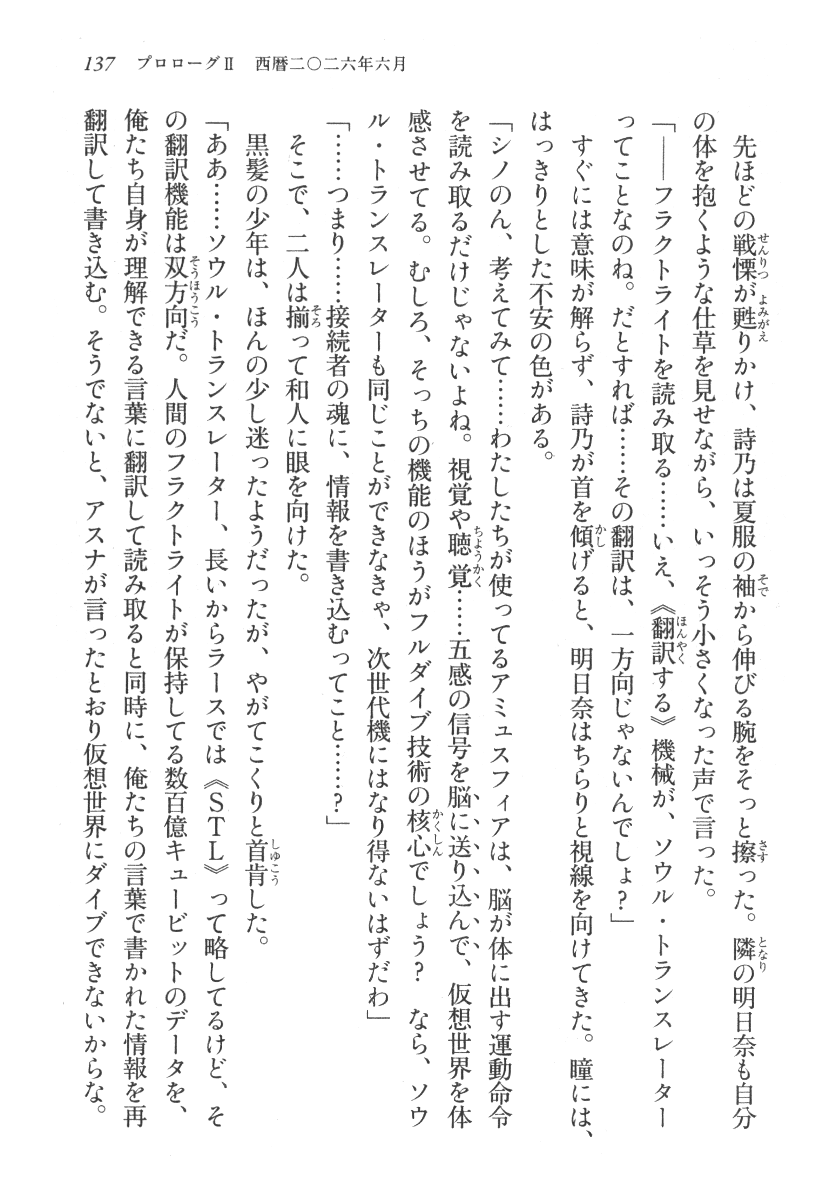 137　プロローグⅡ　西暦二〇二六年六月
　先ほどの戦慄が甦りかけ、詩乃は夏服の袖から伸びる腕をそっと擦った。隣の明日奈も自分
の体を抱くような仕草を見せながら、いっそう小さくなった声で言った。
「――フラクトライトを読み取る……いえ、《翻訳する》機械が、ソウル・トランスレーター
ってことなのね。だとすれば……その翻訳は、一方向じゃないんでしょ？」
　すぐには意味が解らず、詩乃が首を傾げると、明日奈はちらりと視線を向けてきた。瞳には、
はっきりとした不安の色がある。
「シノのん、考えてみて……わたしたちが使ってるアミュスフィアは、脳が体に出す運動命令
を読み取るだけじゃないよね。視覚や聴覚……五感の信号を脳に送り込んで、仮想世界を体
感させてる。むしろ、そっちの機能のほうがフルダイブ技術の核心でしょう？　なら、ソウ
ル・トランスレーターも同じことができなきゃ、次世代機にはなり得ないはずだわ」
「……つまり……接続者の魂に、情報を書き込むってこと……？」
　そこで、二人は揃って和人に眼を向けた。
　黒髪の少年は、ほんの少し迷ったようだったが、やがてこくりと首肯した。
「ああ……ソウル・トランスレーター、長いからラースでは《ＳＴＬ》って略してるけど、そ
の翻訳機能は双方向だ。人間のフラクトライトが保持してる数百億キュービットのデータを、
俺たち自身が理解できる言葉に翻訳して読み取ると同時に、俺たちの言葉で書かれた情報を再
翻訳して書き込む。そうでないと、アスナが言ったとおり仮想世界にダイブできないからな。